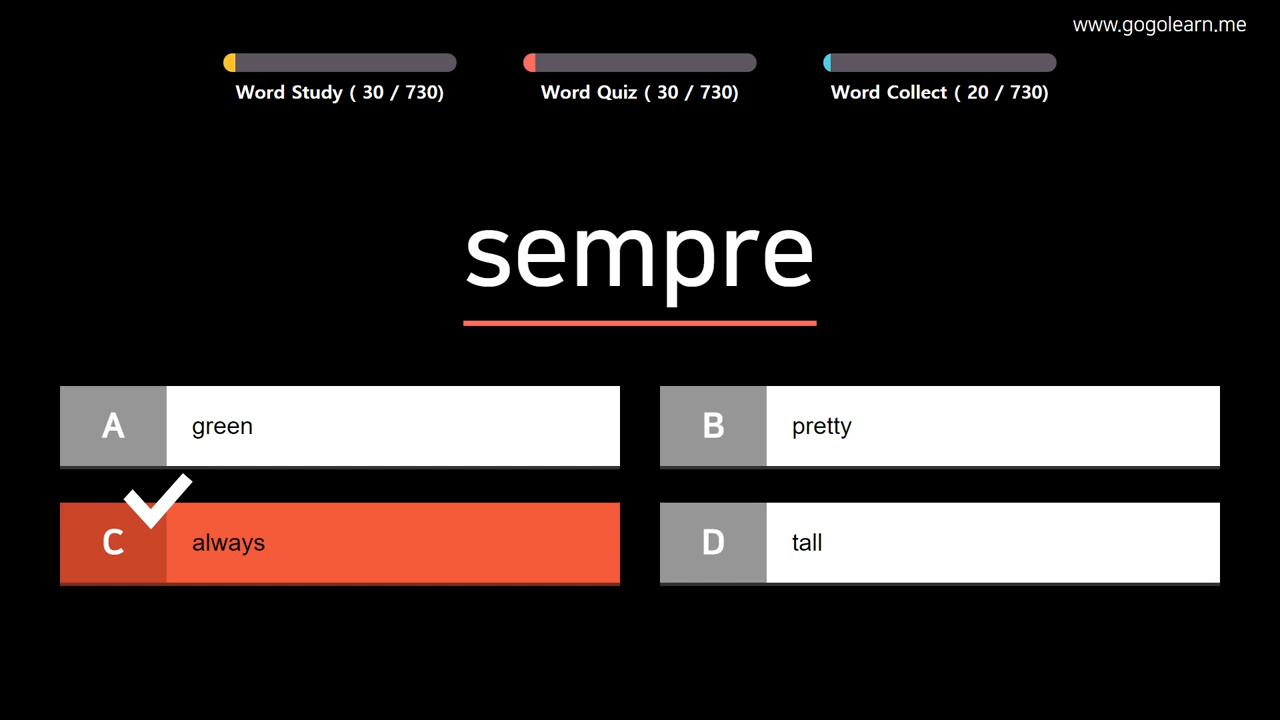 www.gogolearn.me
Word Study ( 30 / 730)
Word Quiz ( 30 / 730)
Word Collect ( 20 / 730)
sempre
A green
B pretty
C always
D tall